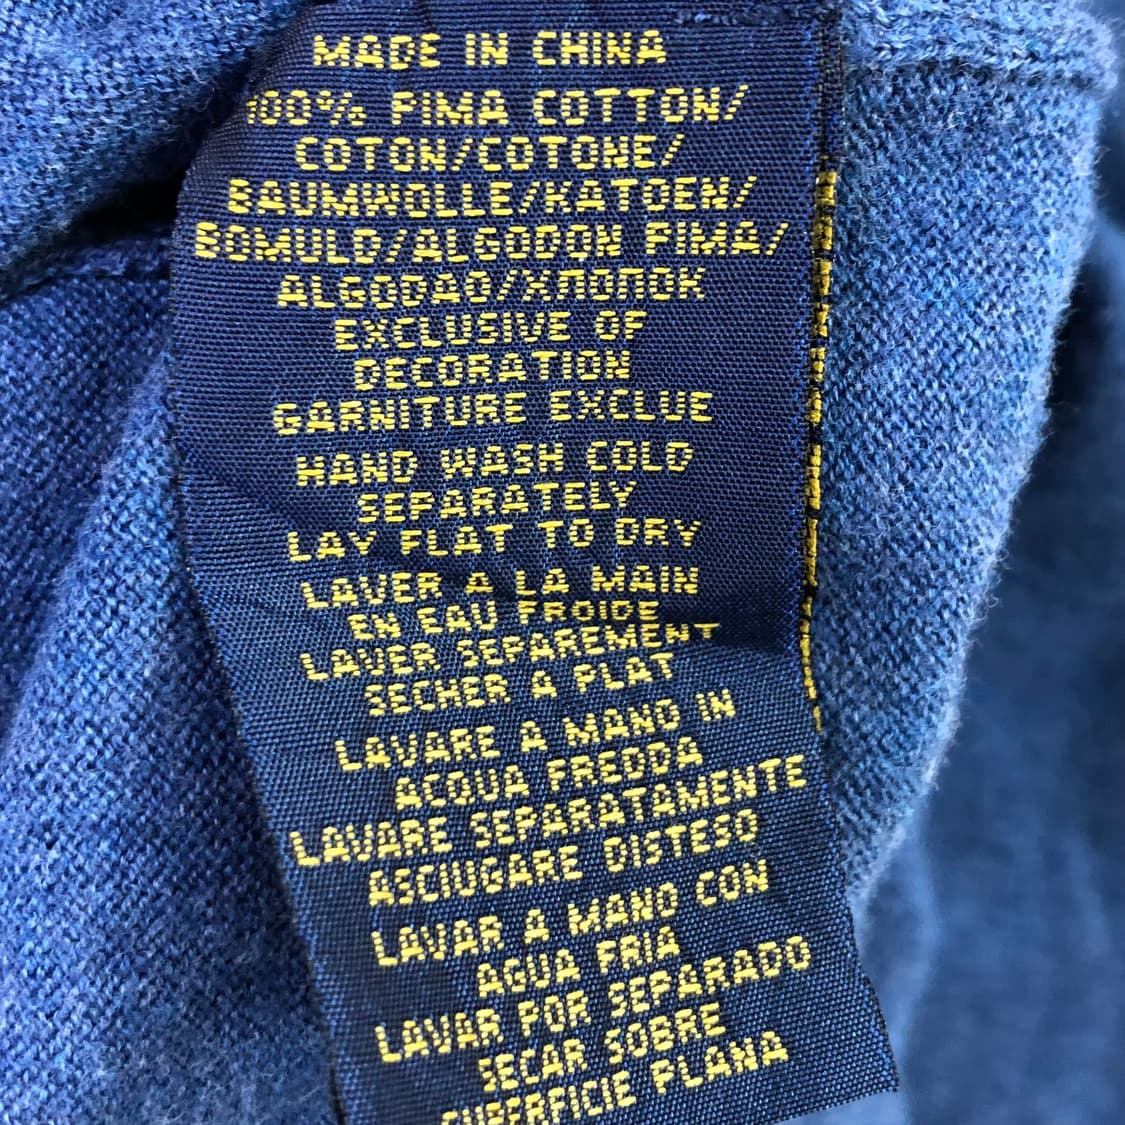 MADE IN CHINA
100% PIMA COTTON/
COTON/COTONE/
BAUMWOLLE/KATOEN/
BOMULD/ALGODON PIMA/
ALGODAO/ХЛОПОК
EXCLUSIVE OF
DECORATION
GARNITURE EXCLUE
HAND WASH COLD
SEPARATELY
LAY FLAT TO DRY
LAVER A LA MAIN
EN EAU FROIDE
LAVER SEPAREMENT
SECHER A PLAT
LAVARE A MANO IN
ACQUA FREDDA
LAVARE SEPARATAMENTE
ASCIUGARE DISTESO
LAVAR A MANO CON
AGUA FRIA
LAVAR POR SEPARADO
SECAR SOBRE
SUPERFICIE PLANA